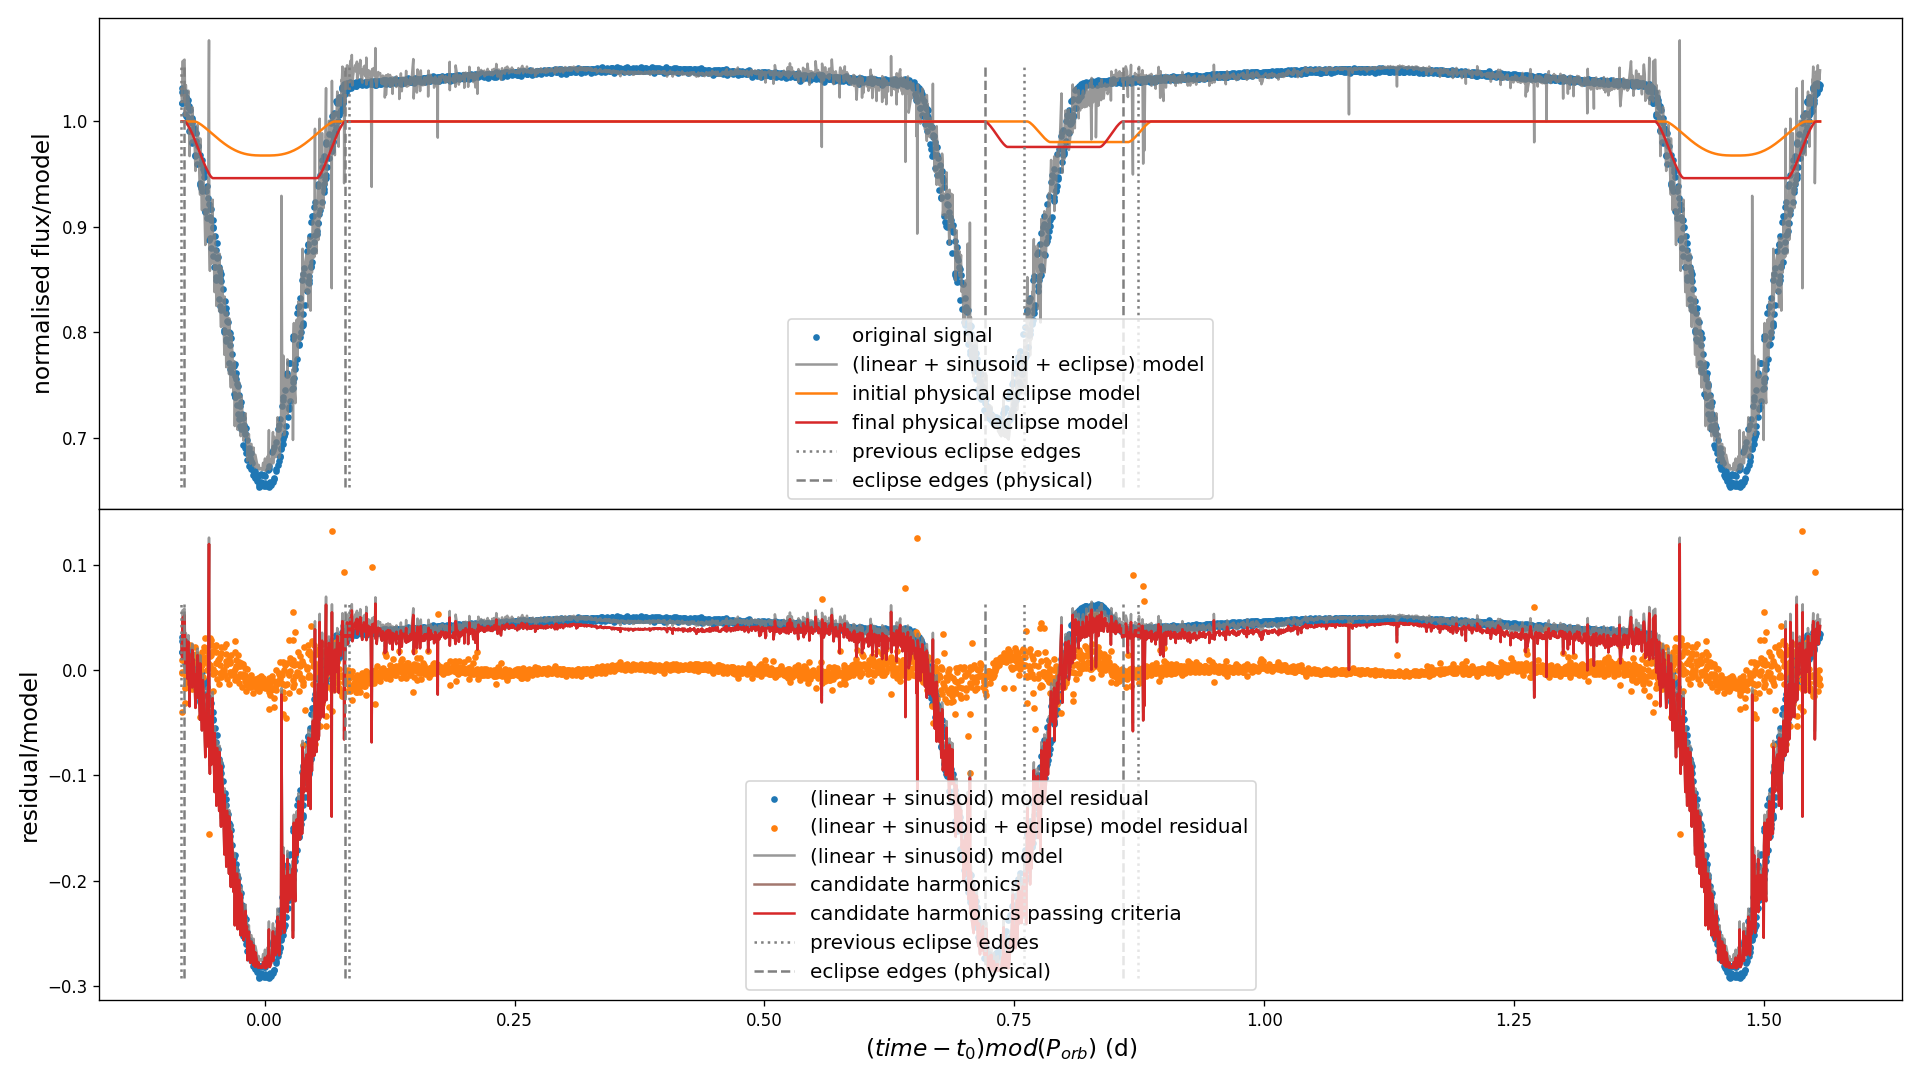 normalised flux/model
1.0
0.9
0.8
0.7
original signal
(linear + sinusoid + eclipse) model
initial physical eclipse model
final physical eclipse model
previous eclipse edges
eclipse edges (physical)
residual/model
0.1
0.0
−0.1
−0.2
−0.3
(linear + sinusoid) model residual
(linear + sinusoid + eclipse) model residual
(linear + sinusoid) model
candidate harmonics
candidate harmonics passing criteria
previous eclipse edges
eclipse edges (physical)
0.00 0.25 0.50 0.75 1.00 1.25 1.50
(time − t₀)mod(P_orb) (d)